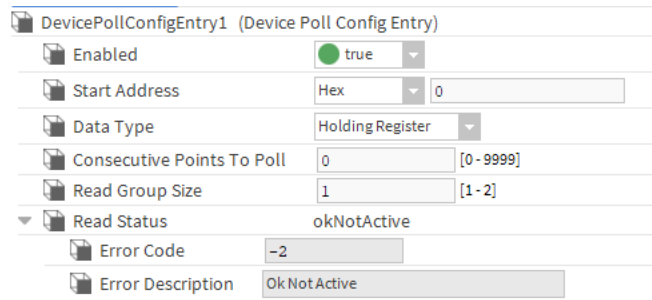 DevicePollConfigEntry1 (Device Poll Config Entry)
Enabled true
Start Address Hex 0
Data Type Holding Register
Consecutive Points To Poll 0 [0 - 9999]
Read Group Size 1 [1 - 2]
Read Status okNotActive
Error Code -2
Error Description Ok Not Active